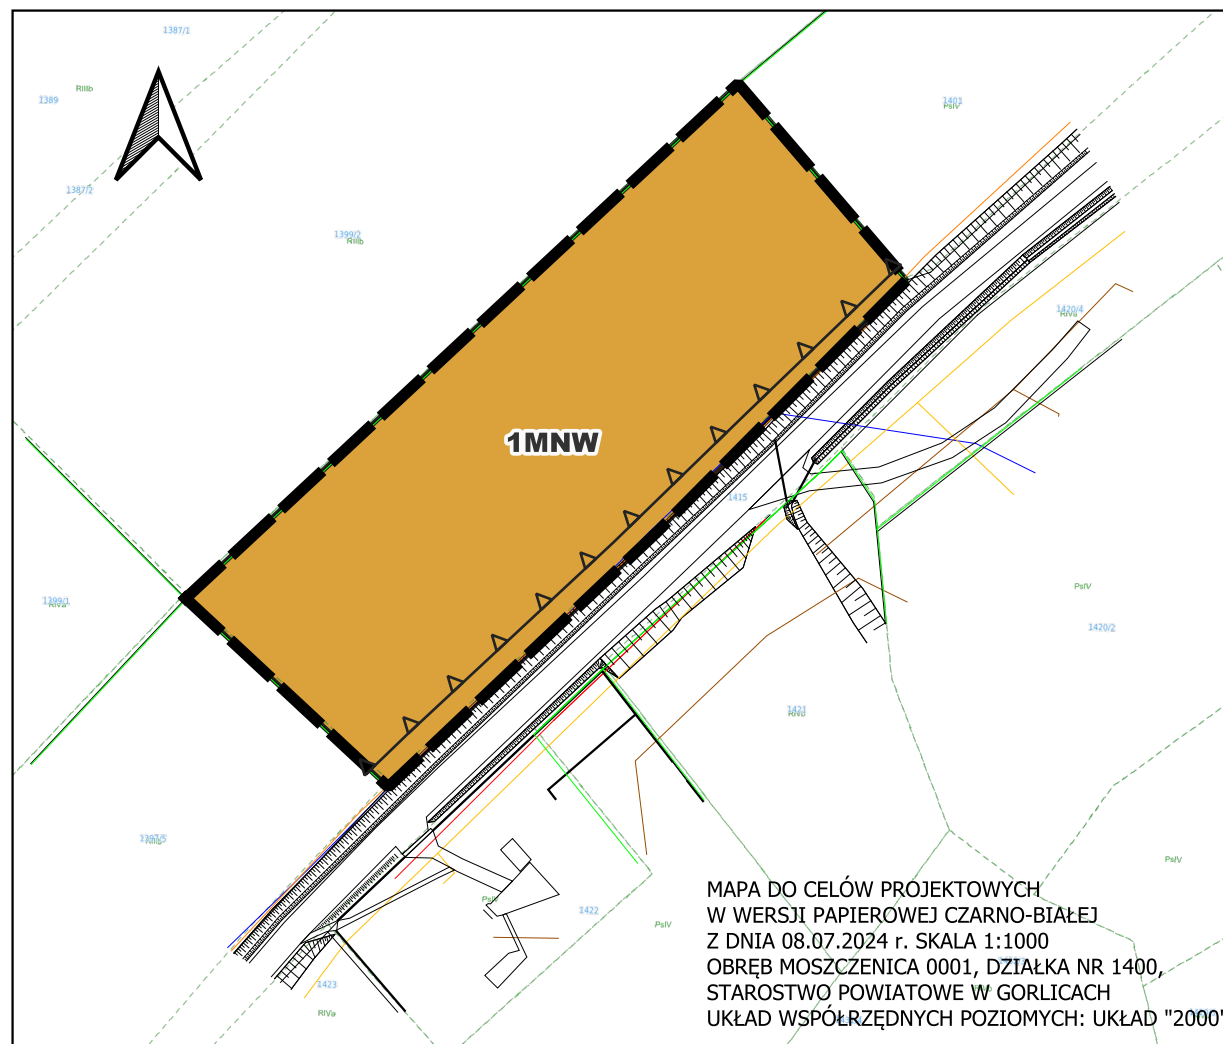 1387/1
RIIIb
1389
1401
PsIV
1387/2
1399/2
RIIIb
1420/4
RIVa
1MNW
1415
1399/1
RIVa
PsIV
1420/2
1421
RIVa
1397/5
RIIIb
PsIV
PsIV
1422
PsIV
MAPA DO CELÓW PROJEKTOWYCH
W WERSJI PAPIEROWEJ CZARNO-BIAŁEJ
Z DNIA 08.07.2024 r. SKALA 1:1000
OBRĘB MOSZCZENICA 0001, DZIAŁKA NR 1400,
STAROSTWO POWIATOWE W GORLICACH
UKŁAD WSPÓŁRZĘDNYCH POZIOMYCH: UKŁAD "2000"
1423
RIVa